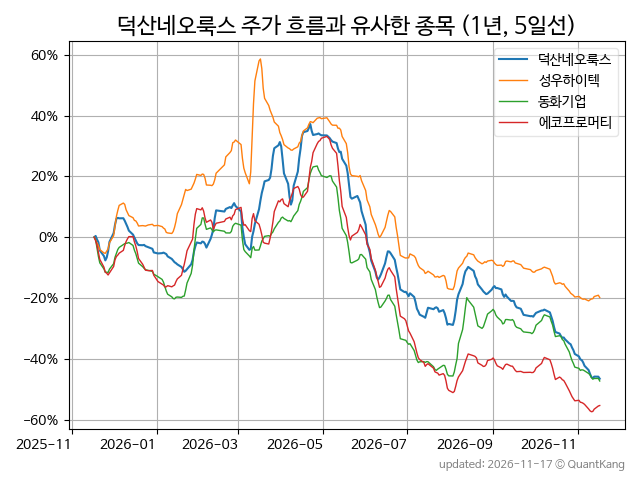 덕산네오룩스 주가 흐름과 유사한 종목 (1년, 5일선)
60%
40%
20%
0%
−20%
−40%
−60%
덕산네오룩스
성우하이텍
동화기업
에코프로머티
2025-11
2026-01
2026-03
2026-05
2026-07
2026-09
2026-11
updated: 2026-11-17 © QuantKang